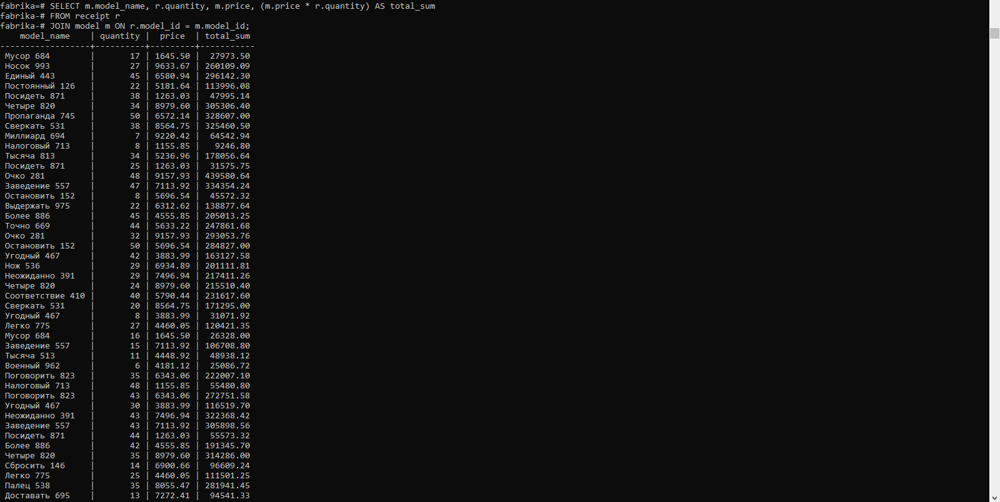 fabrika=# SELECT m.model_name, r.quantity, m.price, (m.price * r.quantity) AS total_sum
fabrika-# FROM receipt r
fabrika-# JOIN model m ON r.model_id = m.model_id;
    model_name    | quantity |  price  | total_sum
------------------+----------+---------+-----------
 Мусор 684        |       17 | 1645.50 |  27973.50
 Носок 993        |       27 | 9633.67 | 260109.09
 Единый 443       |       45 | 6580.94 | 296142.30
 Постоянный 126   |       22 | 5181.64 | 113996.08
 Посидеть 871     |       38 | 1263.03 |  47995.14
 Четыре 820       |       34 | 8979.60 | 305306.40
 Пропаганда 745   |       50 | 6572.14 | 328607.00
 Сверкать 531     |       38 | 8564.75 | 325460.50
 Миллиард 694     |        7 | 9220.42 |  64542.94
 Налоговый 713    |        8 | 1155.85 |   9246.80
 Тысяча 813       |       34 | 5236.96 | 178056.64
 Посидеть 871     |       25 | 1263.03 |  31575.75
 Очко 281         |       48 | 9157.93 | 439580.64
 Заведение 557    |       47 | 7113.92 | 334354.24
 Остановить 152   |        8 | 5696.54 |  45572.32
 Выдержать 975    |       22 | 6312.62 | 138877.64
 Более 886        |       45 | 4555.85 | 205013.25
 Точно 669        |       44 | 5633.22 | 247861.68
 Очко 281         |       32 | 9157.93 | 293053.76
 Остановить 152   |       50 | 5696.54 | 284827.00
 Угодный 467      |       42 | 3883.99 | 163127.58
 Нож 536          |       29 | 6934.89 | 201111.81
 Неожиданно 391   |       29 | 7496.94 | 217411.26
 Четыре 820       |       24 | 8979.60 | 215510.40
 Соответствие 410 |       40 | 5790.44 | 231617.60
 Сверкать 531     |       20 | 8564.75 | 171295.00
 Угодный 467      |        8 | 3883.99 |  31071.92
 Легко 775        |       27 | 4460.05 | 120421.35
 Мусор 684        |       16 | 1645.50 |  26328.00
 Заведение 557    |       15 | 7113.92 | 106708.80
 Тысяча 513       |       11 | 4448.92 |  48938.12
 Военный 962      |        6 | 4181.12 |  25086.72
 Поговорить 823   |       35 | 6343.06 | 222007.10
 Налоговый 713    |       48 | 1155.85 |  55480.80
 Поговорить 823   |       43 | 6343.06 | 272751.58
 Угодный 467      |       30 | 3883.99 | 116519.70
 Неожиданно 391   |       43 | 7496.94 | 322368.42
 Заведение 557    |       43 | 7113.92 | 305898.56
 Посидеть 871     |       44 | 1263.03 |  55573.32
 Более 886        |       42 | 4555.85 | 191345.70
 Четыре 820       |       35 | 8979.60 | 314286.00
 Сбросить 146     |       14 | 6900.66 |  96609.24
 Легко 775        |       25 | 4460.05 | 111501.25
 Палец 538        |       35 | 8055.47 | 281941.45
 Доставать 695    |       13 | 7272.41 |  94541.33